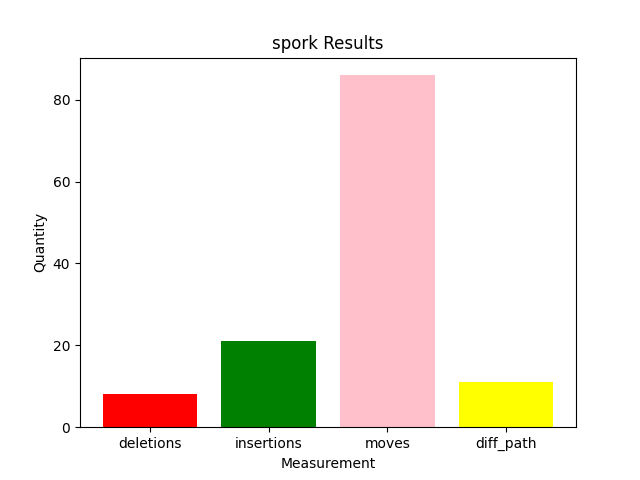 spork Results
80
60
40
20
0
Quantity
deletions insertions moves diff_path
Measurement